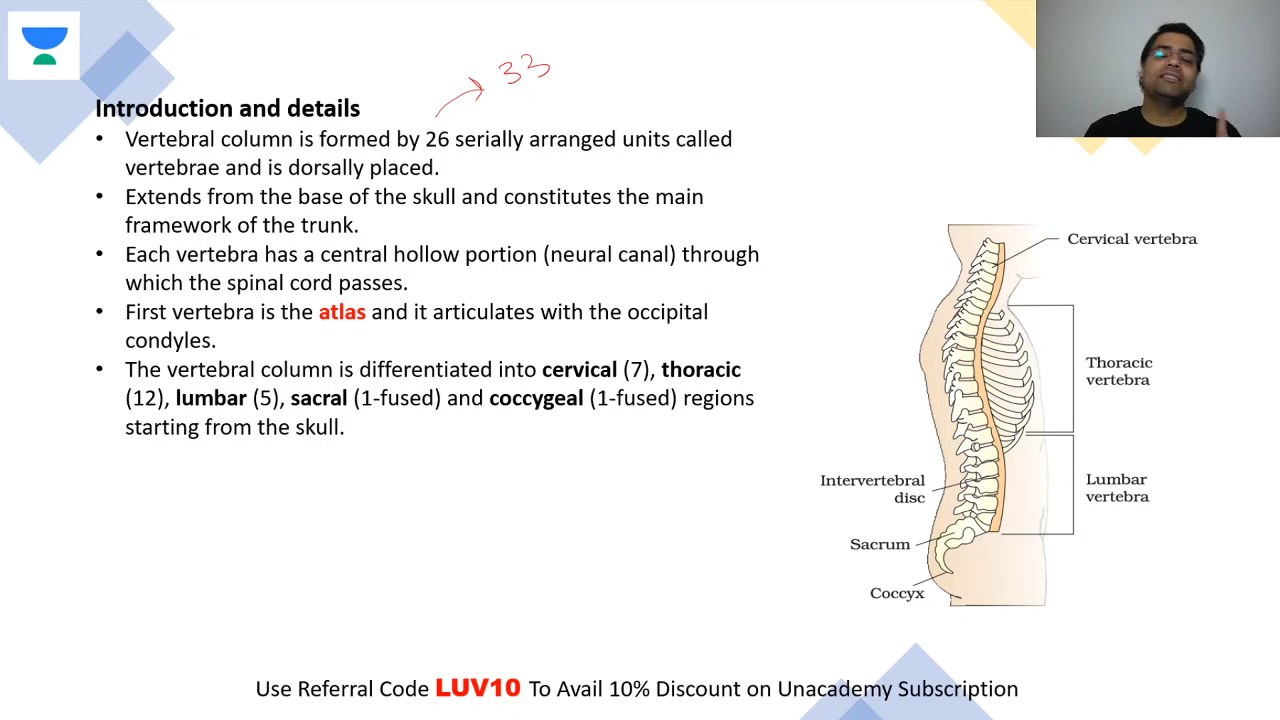 33
Introduction and details
• Vertebral column is formed by 26 serially arranged units called
vertebrae and is dorsally placed.
• Extends from the base of the skull and constitutes the main
framework of the trunk.
• Each vertebra has a central hollow portion (neural canal) through
which the spinal cord passes.
• First vertebra is the atlas and it articulates with the occipital
condyles.
• The vertebral column is differentiated into cervical (7), thoracic
(12), lumbar (5), sacral (1-fused) and coccygeal (1-fused) regions
starting from the skull.
Cervical vertebra
Thoracic
vertebra
Intervertebral
disc
Lumbar
vertebra
Sacrum
Coccyx
Use Referral Code LUV10 To Avail 10% Discount on Unacademy Subscription